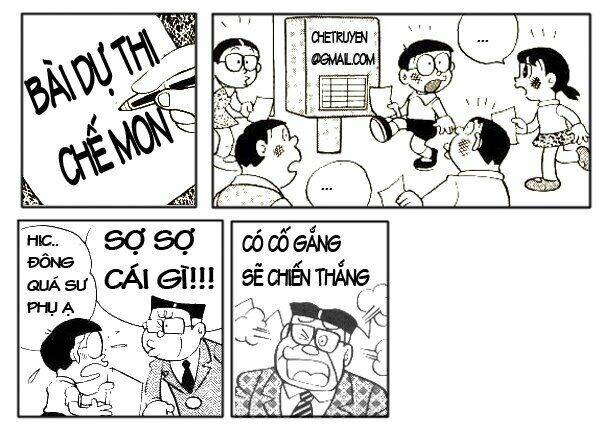 BÀI DỰ THI
CHẾ MON
CHETRUYEN
@GMAIL.COM
...
...
HIC..
ĐÔNG
QUÁ SƯ
PHỤ Ạ
SỢ SỢ
CÁI GÌ!!!
CÓ CỐ GẮNG
SẼ CHIẾN THẮNG